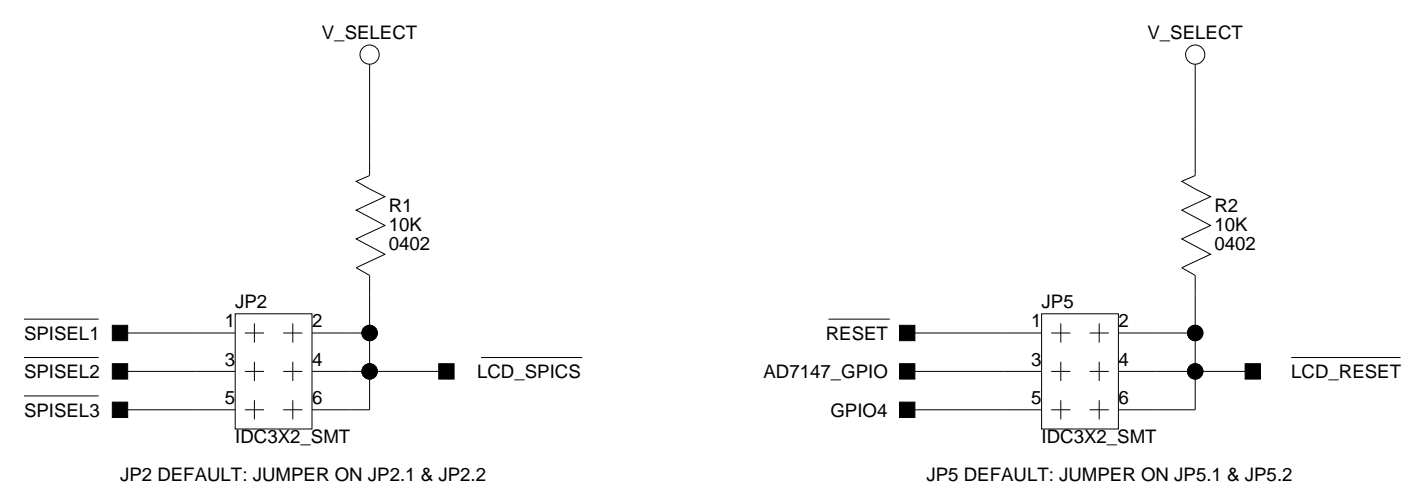 V_SELECT
R1
10K
0402
JP2
1 2
SPISEL1
3 4
SPISEL2
LCD_SPICS
5 6
SPISEL3
IDC3X2_SMT
JP2 DEFAULT: JUMPER ON JP2.1 & JP2.2
V_SELECT
R2
10K
0402
JP5
1 2
RESET
3 4
AD7147_GPIO
LCD_RESET
5 6
GPIO4
IDC3X2_SMT
JP5 DEFAULT: JUMPER ON JP5.1 & JP5.2